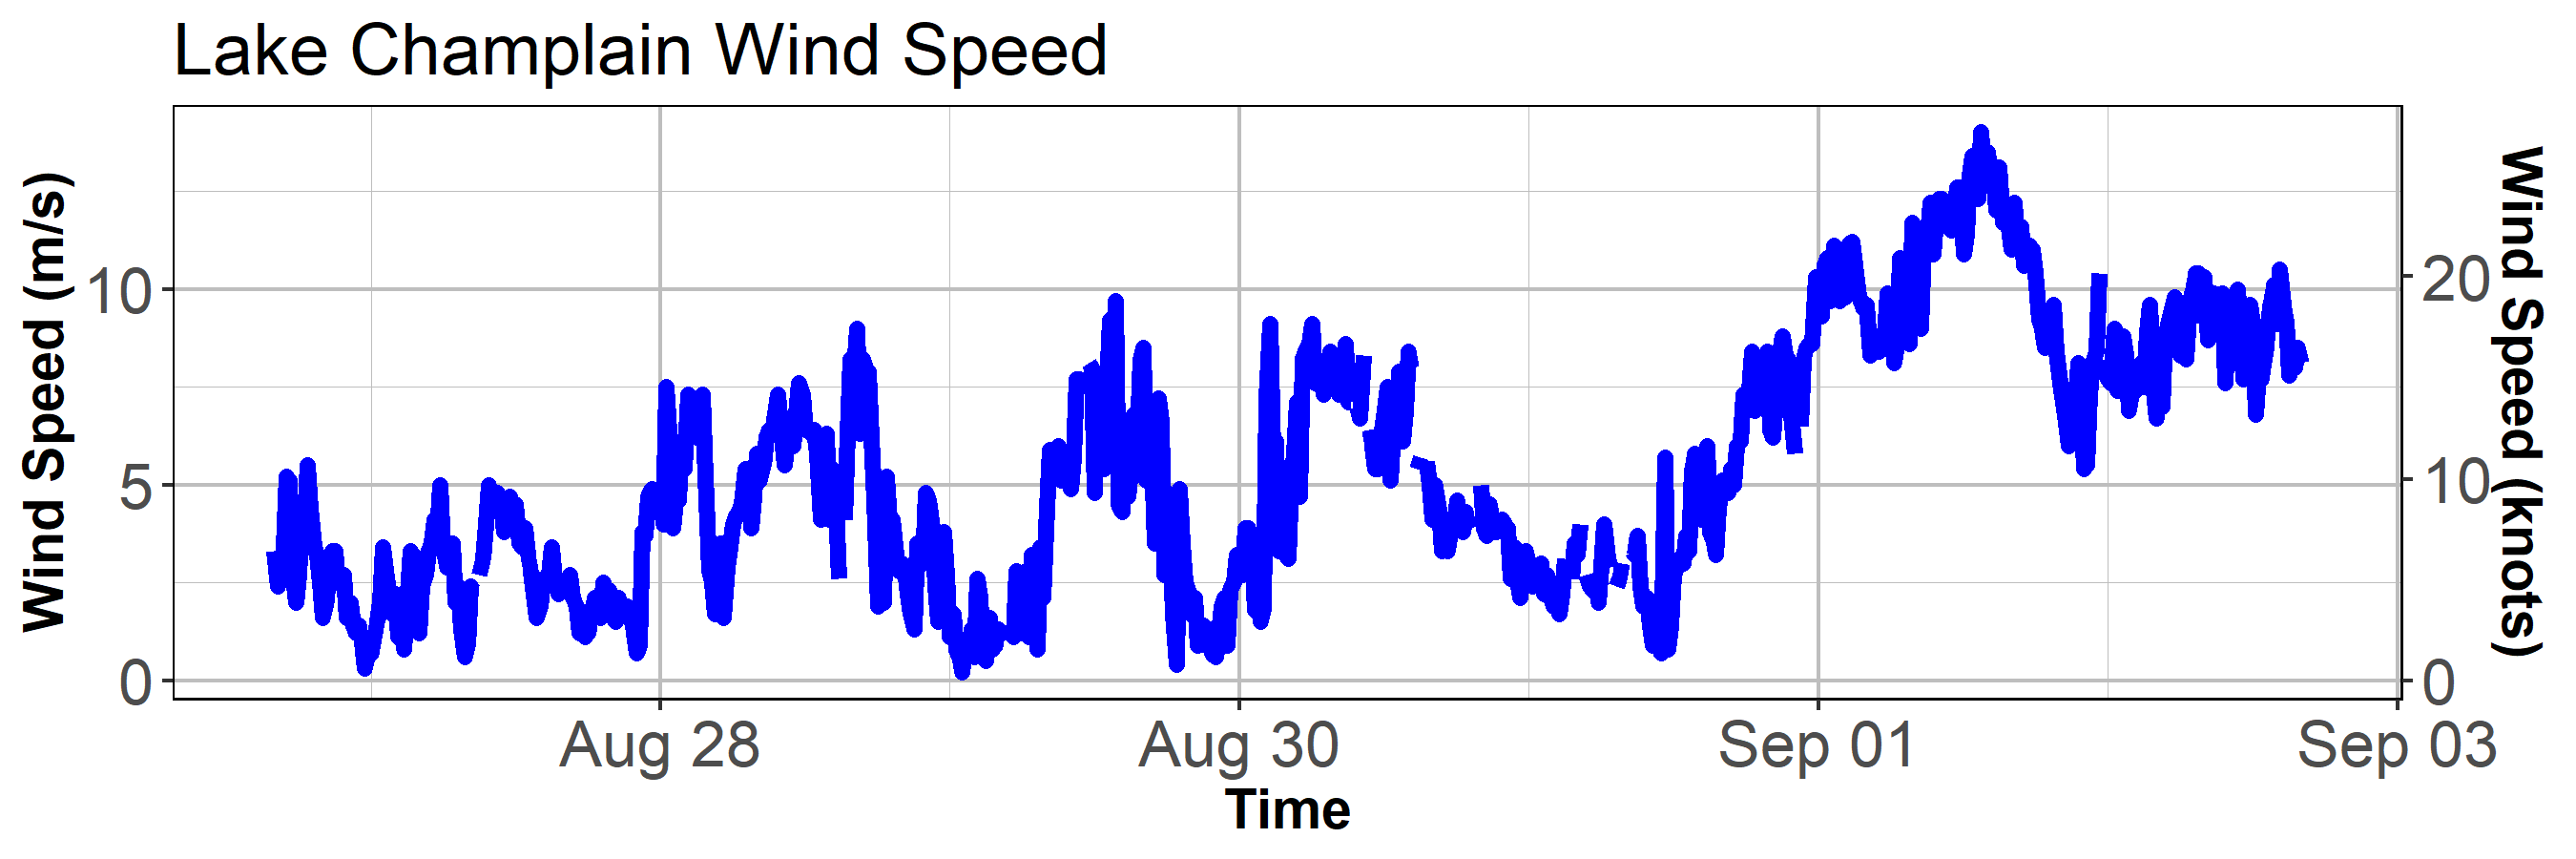 Lake Champlain Wind Speed
Wind Speed (m/s)
10
5
0
20
10
0
Wind Speed (knots)
Aug 28
Aug 30
Sep 01
Sep 03
Time